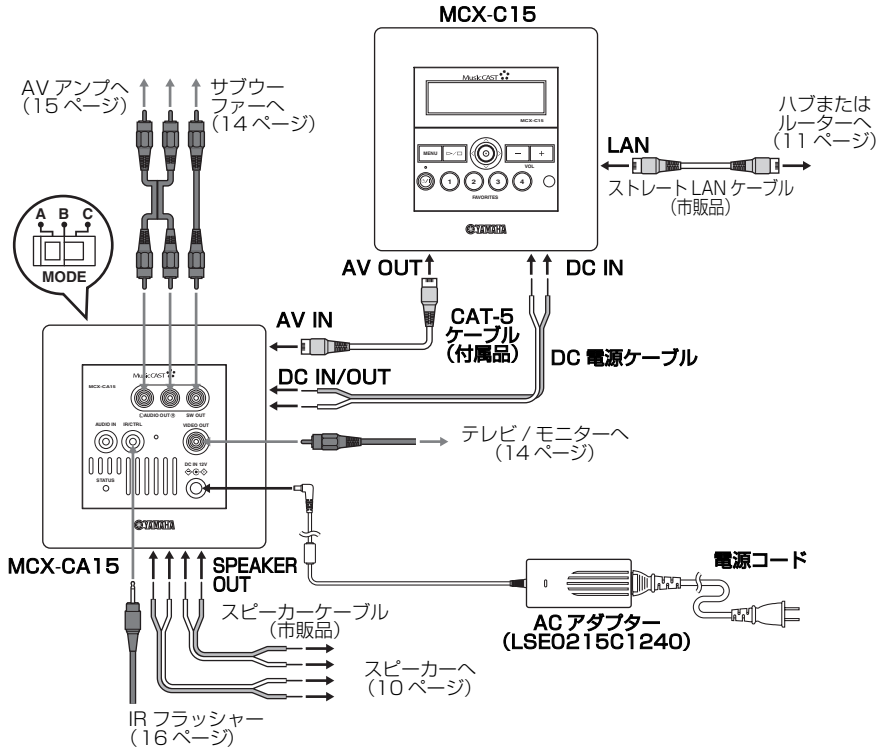 MCX-C15
AV アンプへ
（15 ページ）
サブウー
ファーへ
（14 ページ）
MusicCAST
MCX-C15
MENU
▷/□
−
+
VOL
1
2
3
4
FAVORITES
YAMAHA
LAN
ハブまたは
ルーターへ
（11 ページ）
ストレート LAN ケーブル
（市販品）
A B C
MODE
AV OUT
DC IN
AV IN
CAT-5
ケーブル
（付属品）
DC 電源ケーブル
DC IN/OUT
MusicCAST
MCX-CA15
Ⓛ AUDIO OUT Ⓡ
SW OUT
AUDIO IN
IR/CTRL
VIDEO OUT
STATUS
DC IN 12V
YAMAHA
テレビ / モニターへ
（14 ページ）
MCX-CA15
SPEAKER
OUT
電源コード
スピーカーケーブル
（市販品）
AC アダプター
（LSE0215C1240）
スピーカーへ
（10 ページ）
IR フラッシャー
（16 ページ）